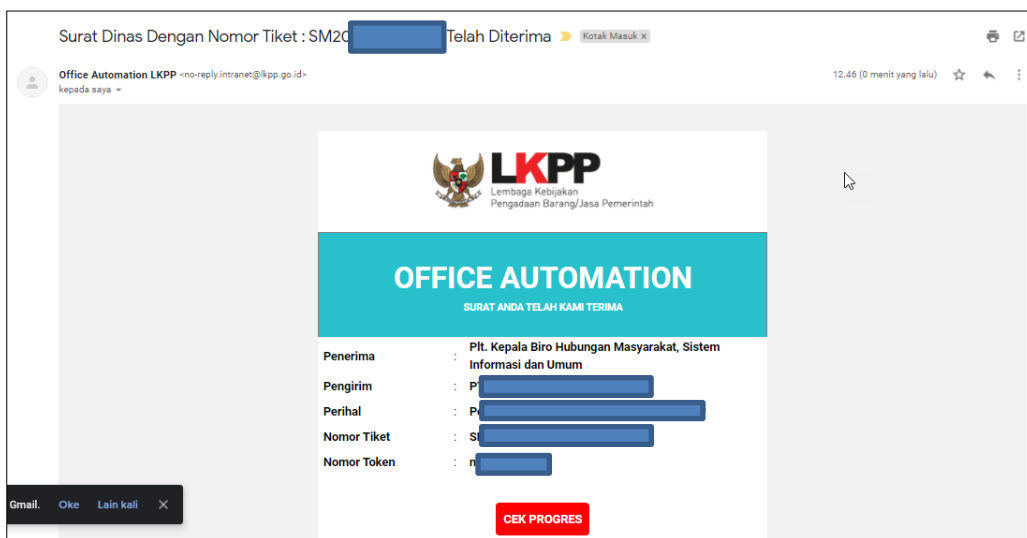 Surat Dinas Dengan Nomor Tiket : SM20 Telah Diterima Kotak Masuk x
Office Automation LKPP <no-reply.intranet@lkpp.go.id>
12.46 (0 menit yang lalu)
kepada saya
LKPP
Lembaga Kebijakan
Pengadaan Barang/Jasa Pemerintah
OFFICE AUTOMATION
SURAT ANDA TELAH KAMI TERIMA
Penerima : Plt. Kepala Biro Hubungan Masyarakat, Sistem
Informasi dan Umum
Pengirim : P
Perihal : P
Nomor Tiket : S
Nomor Token : n
Gmail. Oke Lain kali
CEK PROGRES